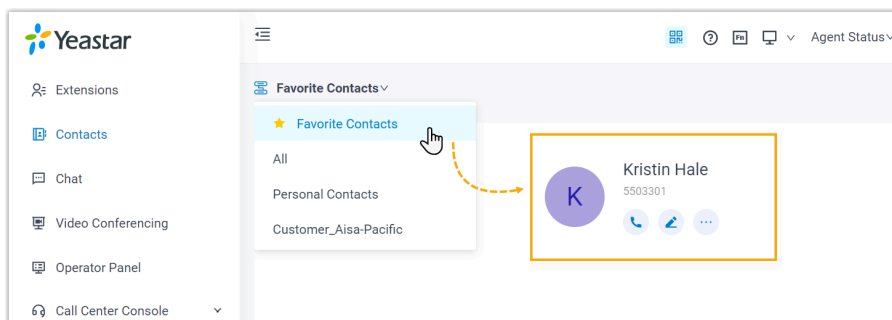 Yeastar
Fn
Agent Status
Extensions
Contacts
Chat
Video Conferencing
Operator Panel
Call Center Console
Favorite Contacts
Favorite Contacts
All
Personal Contacts
Customer_Aisa-Pacific
K
Kristin Hale
5503301